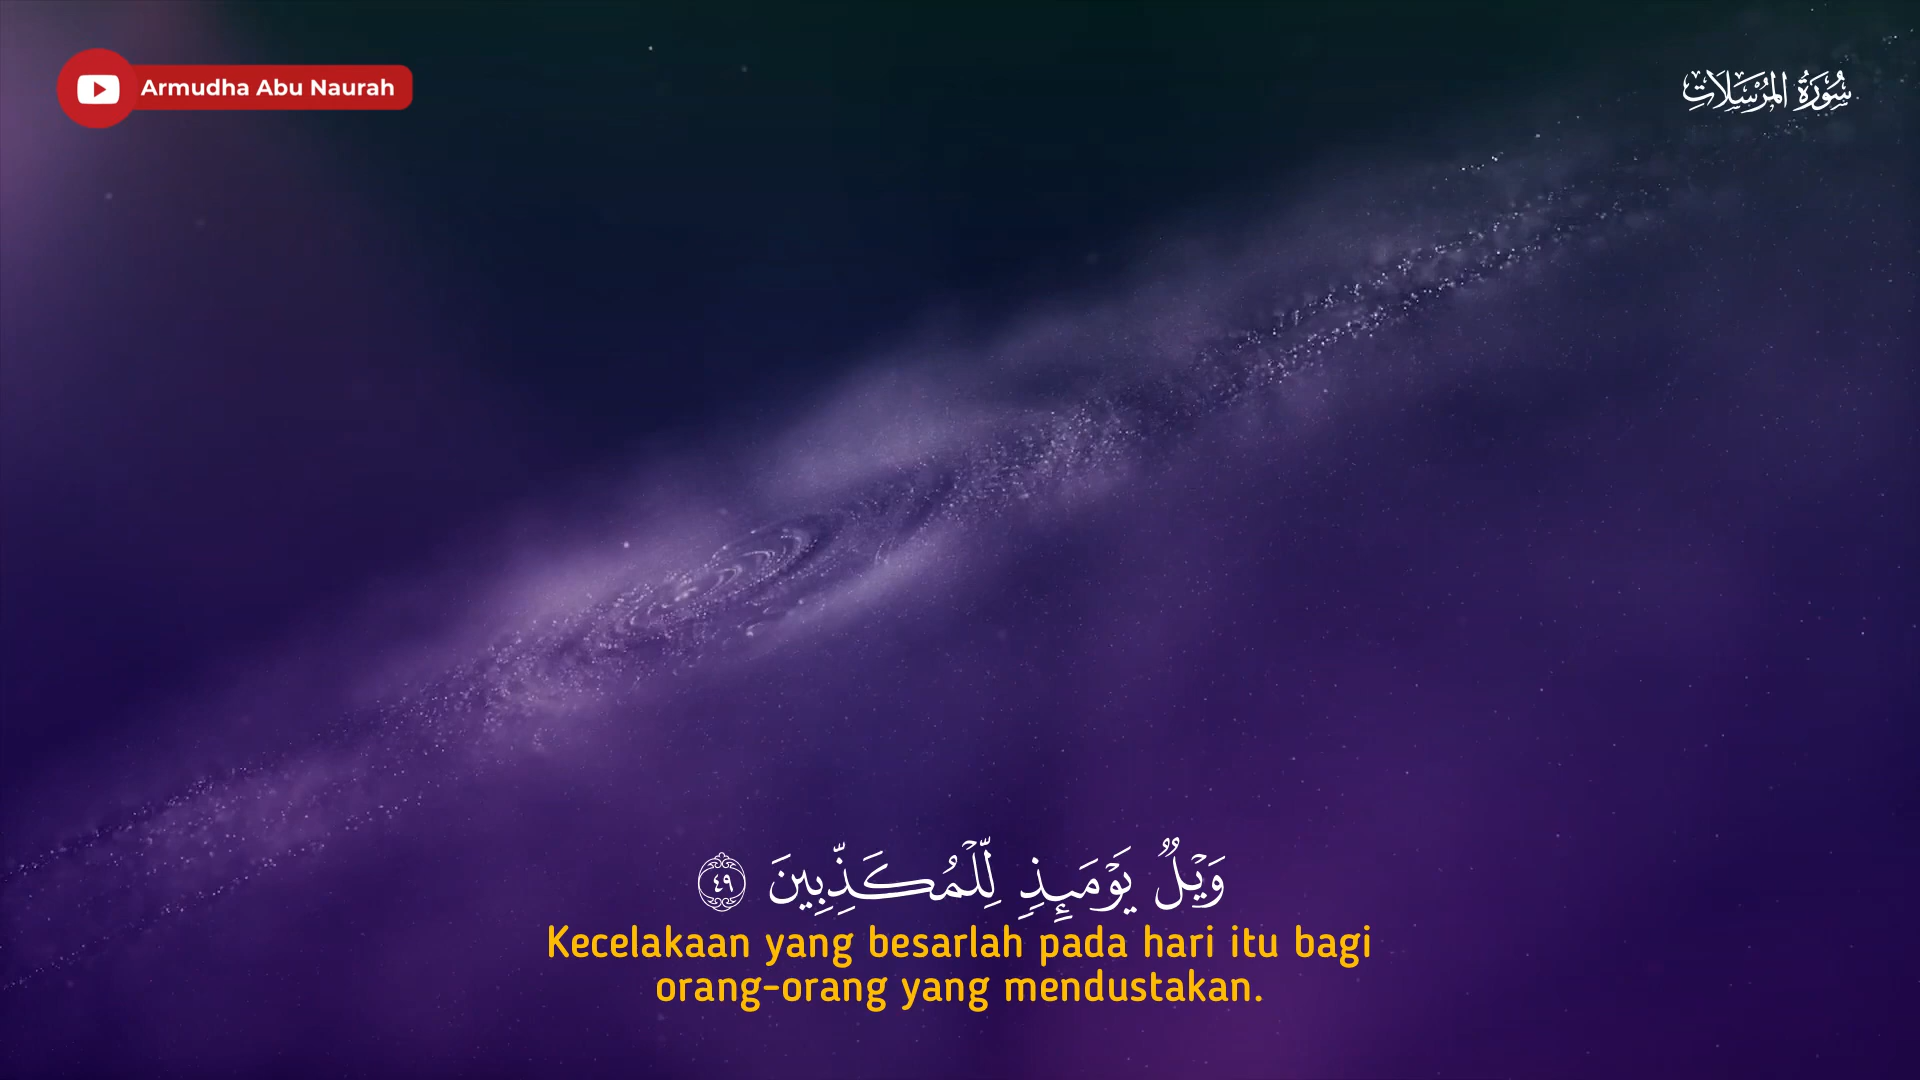 Armudha Abu Naurah
سُورَةُ المُرْسَلَاتِ
وَيْلٌ يَوْمَئِذٍ لِّلْمُكَذِّبِينَ ٤٩
Kecelakaan yang besarlah pada hari itu bagi
orang-orang yang mendustakan.